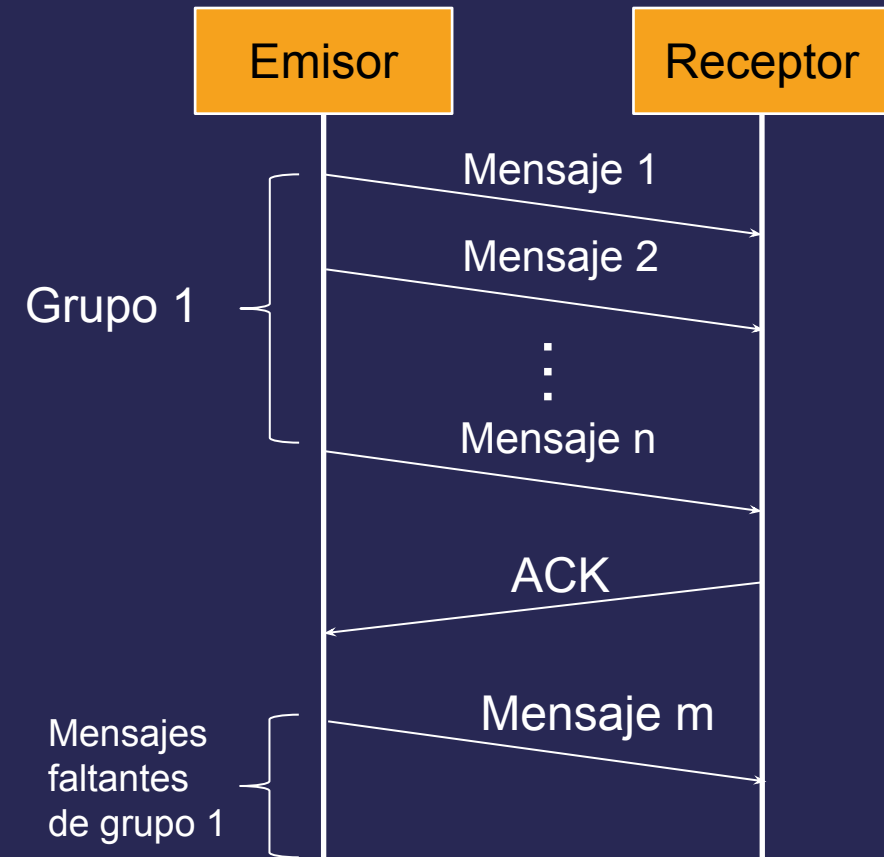 Emisor
Receptor
Mensaje 1
Mensaje 2
Grupo 1
⋮
Mensaje n
ACK
Mensaje m
Mensajes
faltantes
de grupo 1